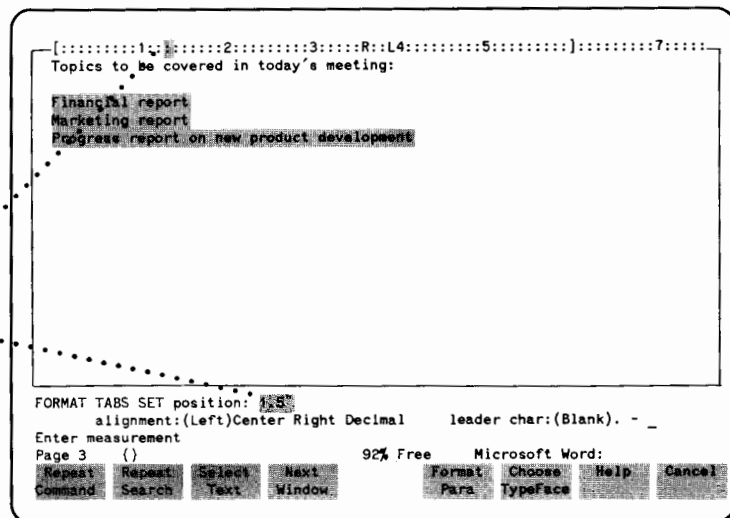 [:::::::::1::::::::::2:::::::::3:::::R::L4:::::::::5:::::::::]:::::::::7:::::
Topics to be covered in today's meeting:
Financial report
Marketing report
Progress report on new product development
FORMAT TABS SET position: 1.5"
alignment:(Left)Center Right Decimal leader char:(Blank). - _
Enter measurement
Page 3 {} 92% Free Microsoft Word:
Repeat Repeat Select Next Format Choose Help Cancel
Command Search Text Window Para TypeFace